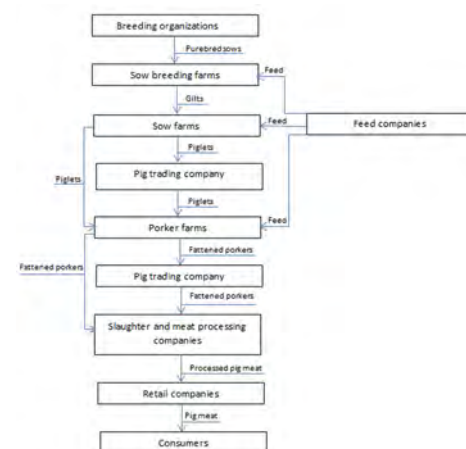 Breeding organizations
Purebred sows
Sow breeding farms
Feed
Gilts
Sow farms
Feed
Feed companies
Piglets
Piglets
Pig trading company
Piglets
Porker farms
Feed
Fattened porkers
Fattened porkers
Pig trading company
Fattened porkers
Slaughter and meat processing
companies
Processed pig meat
Retail companies
Pig meat
Consumers